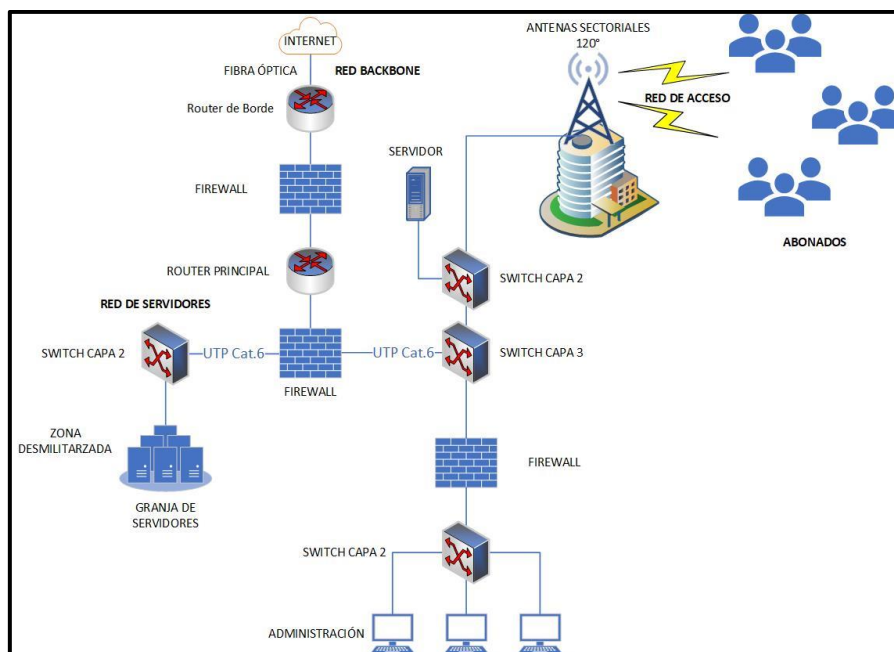 INTERNET
FIBRA ÓPTICA
RED BACKBONE
Router de Borde
FIREWALL
ROUTER PRINCIPAL
RED DE SERVIDORES
SWITCH CAPA 2
UTP Cat.6
FIREWALL
UTP Cat.6
ZONA
DESMILITARZADA
GRANJA DE
SERVIDORES
ANTENAS SECTORIALES
120°
RED DE ACCESO
SERVIDOR
ABONADOS
SWITCH CAPA 2
SWITCH CAPA 3
FIREWALL
SWITCH CAPA 2
ADMINISTRACIÓN